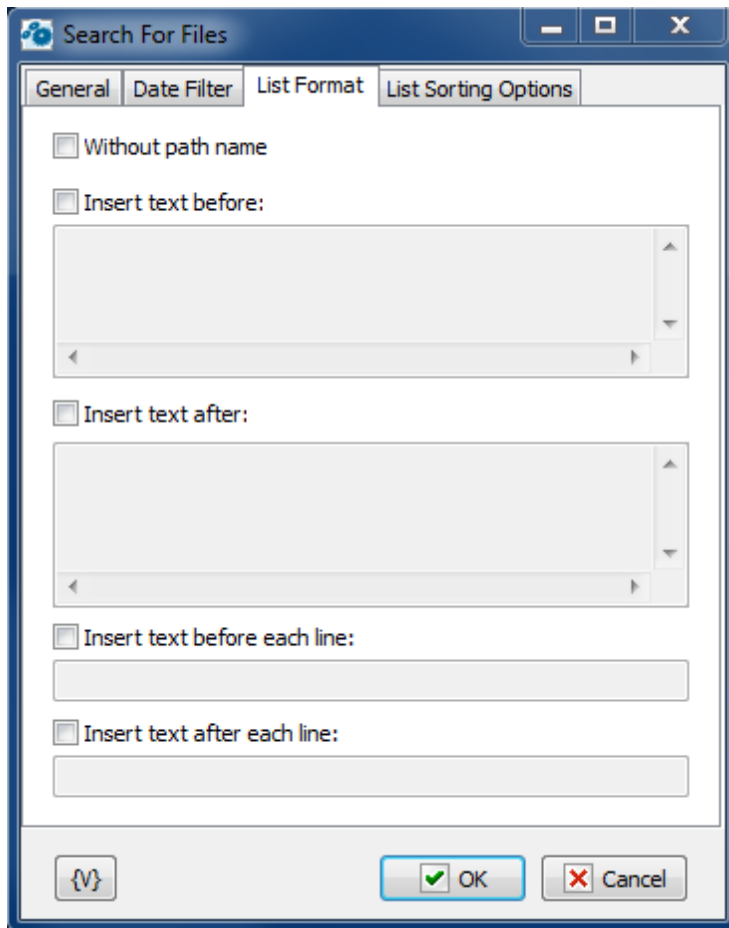 Search For Files
General Date Filter List Format List Sorting Options
Without path name
Insert text before:
Insert text after:
Insert text before each line:
Insert text after each line:
{V} OK Cancel